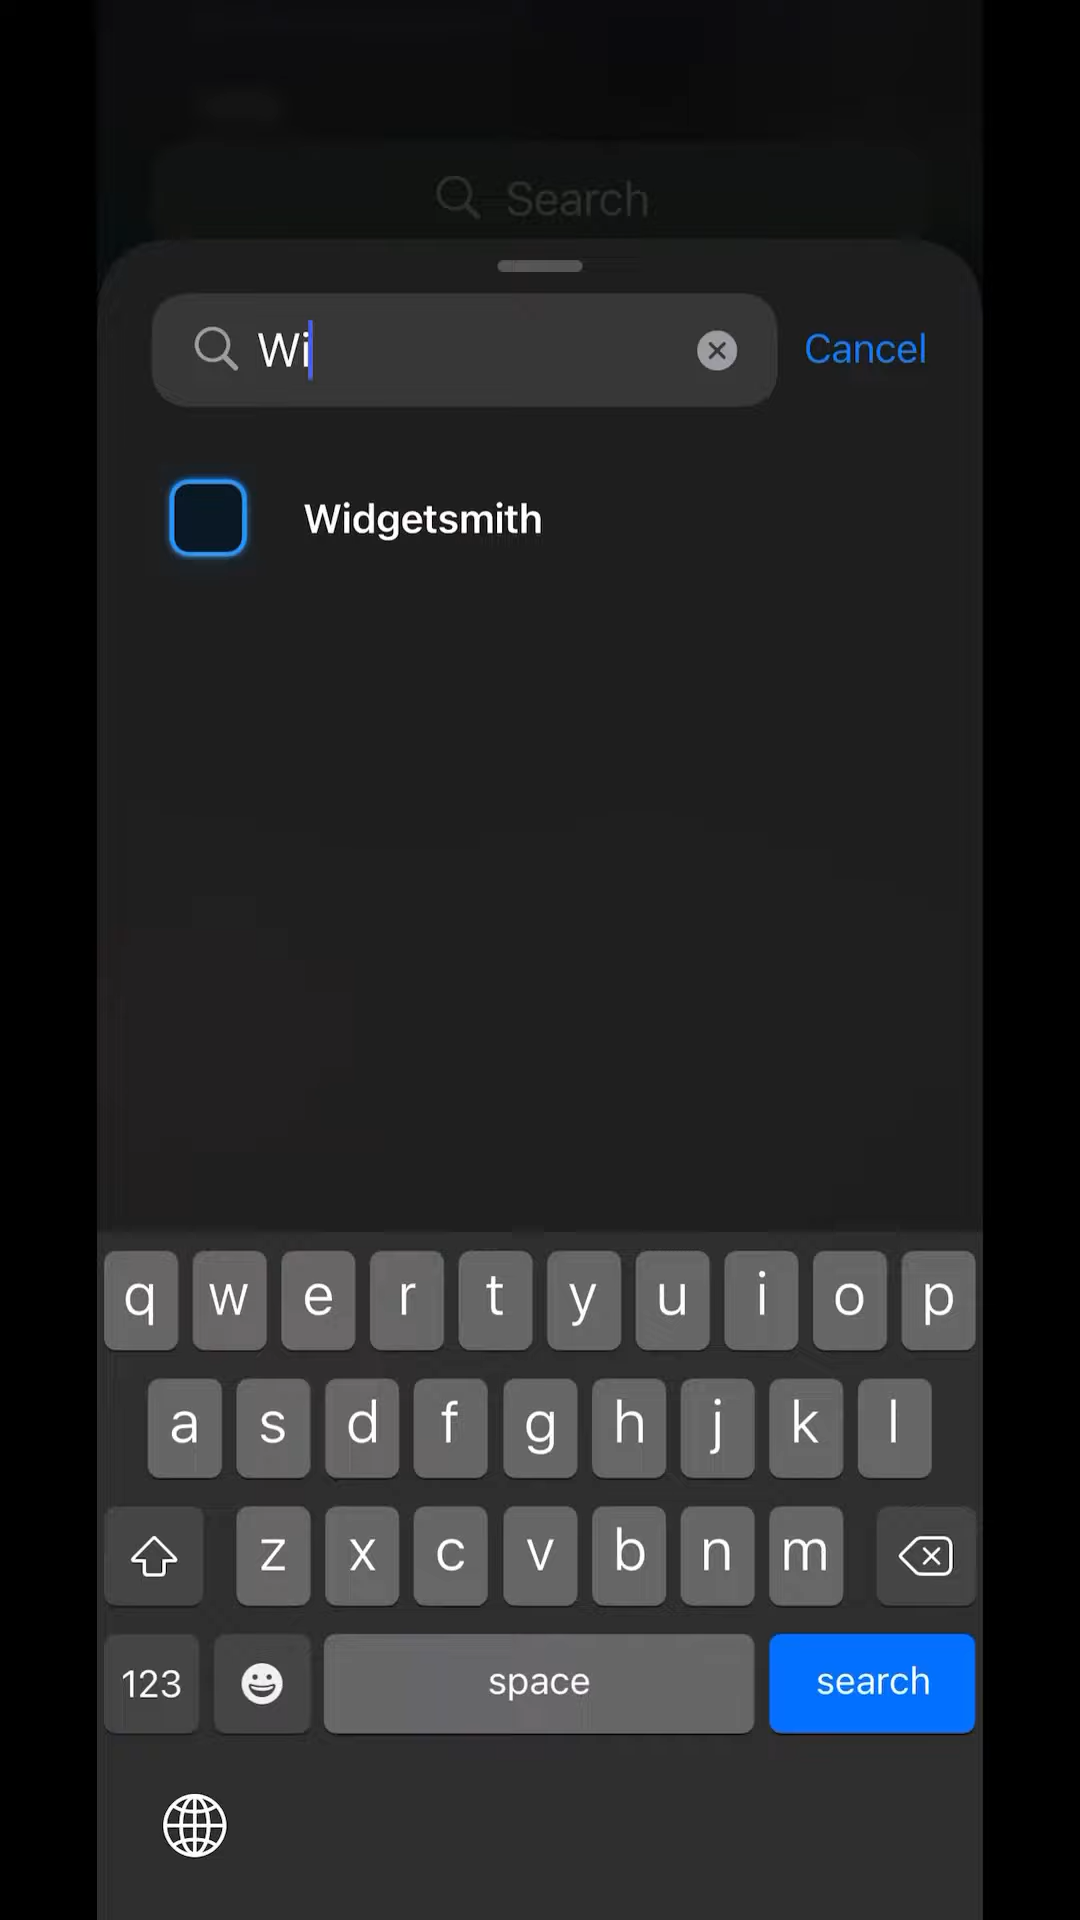 Search
Wi
Cancel
Widgetsmith
q w e r t y u i o p
a s d f g h j k l
z x c v b n m
123 space search